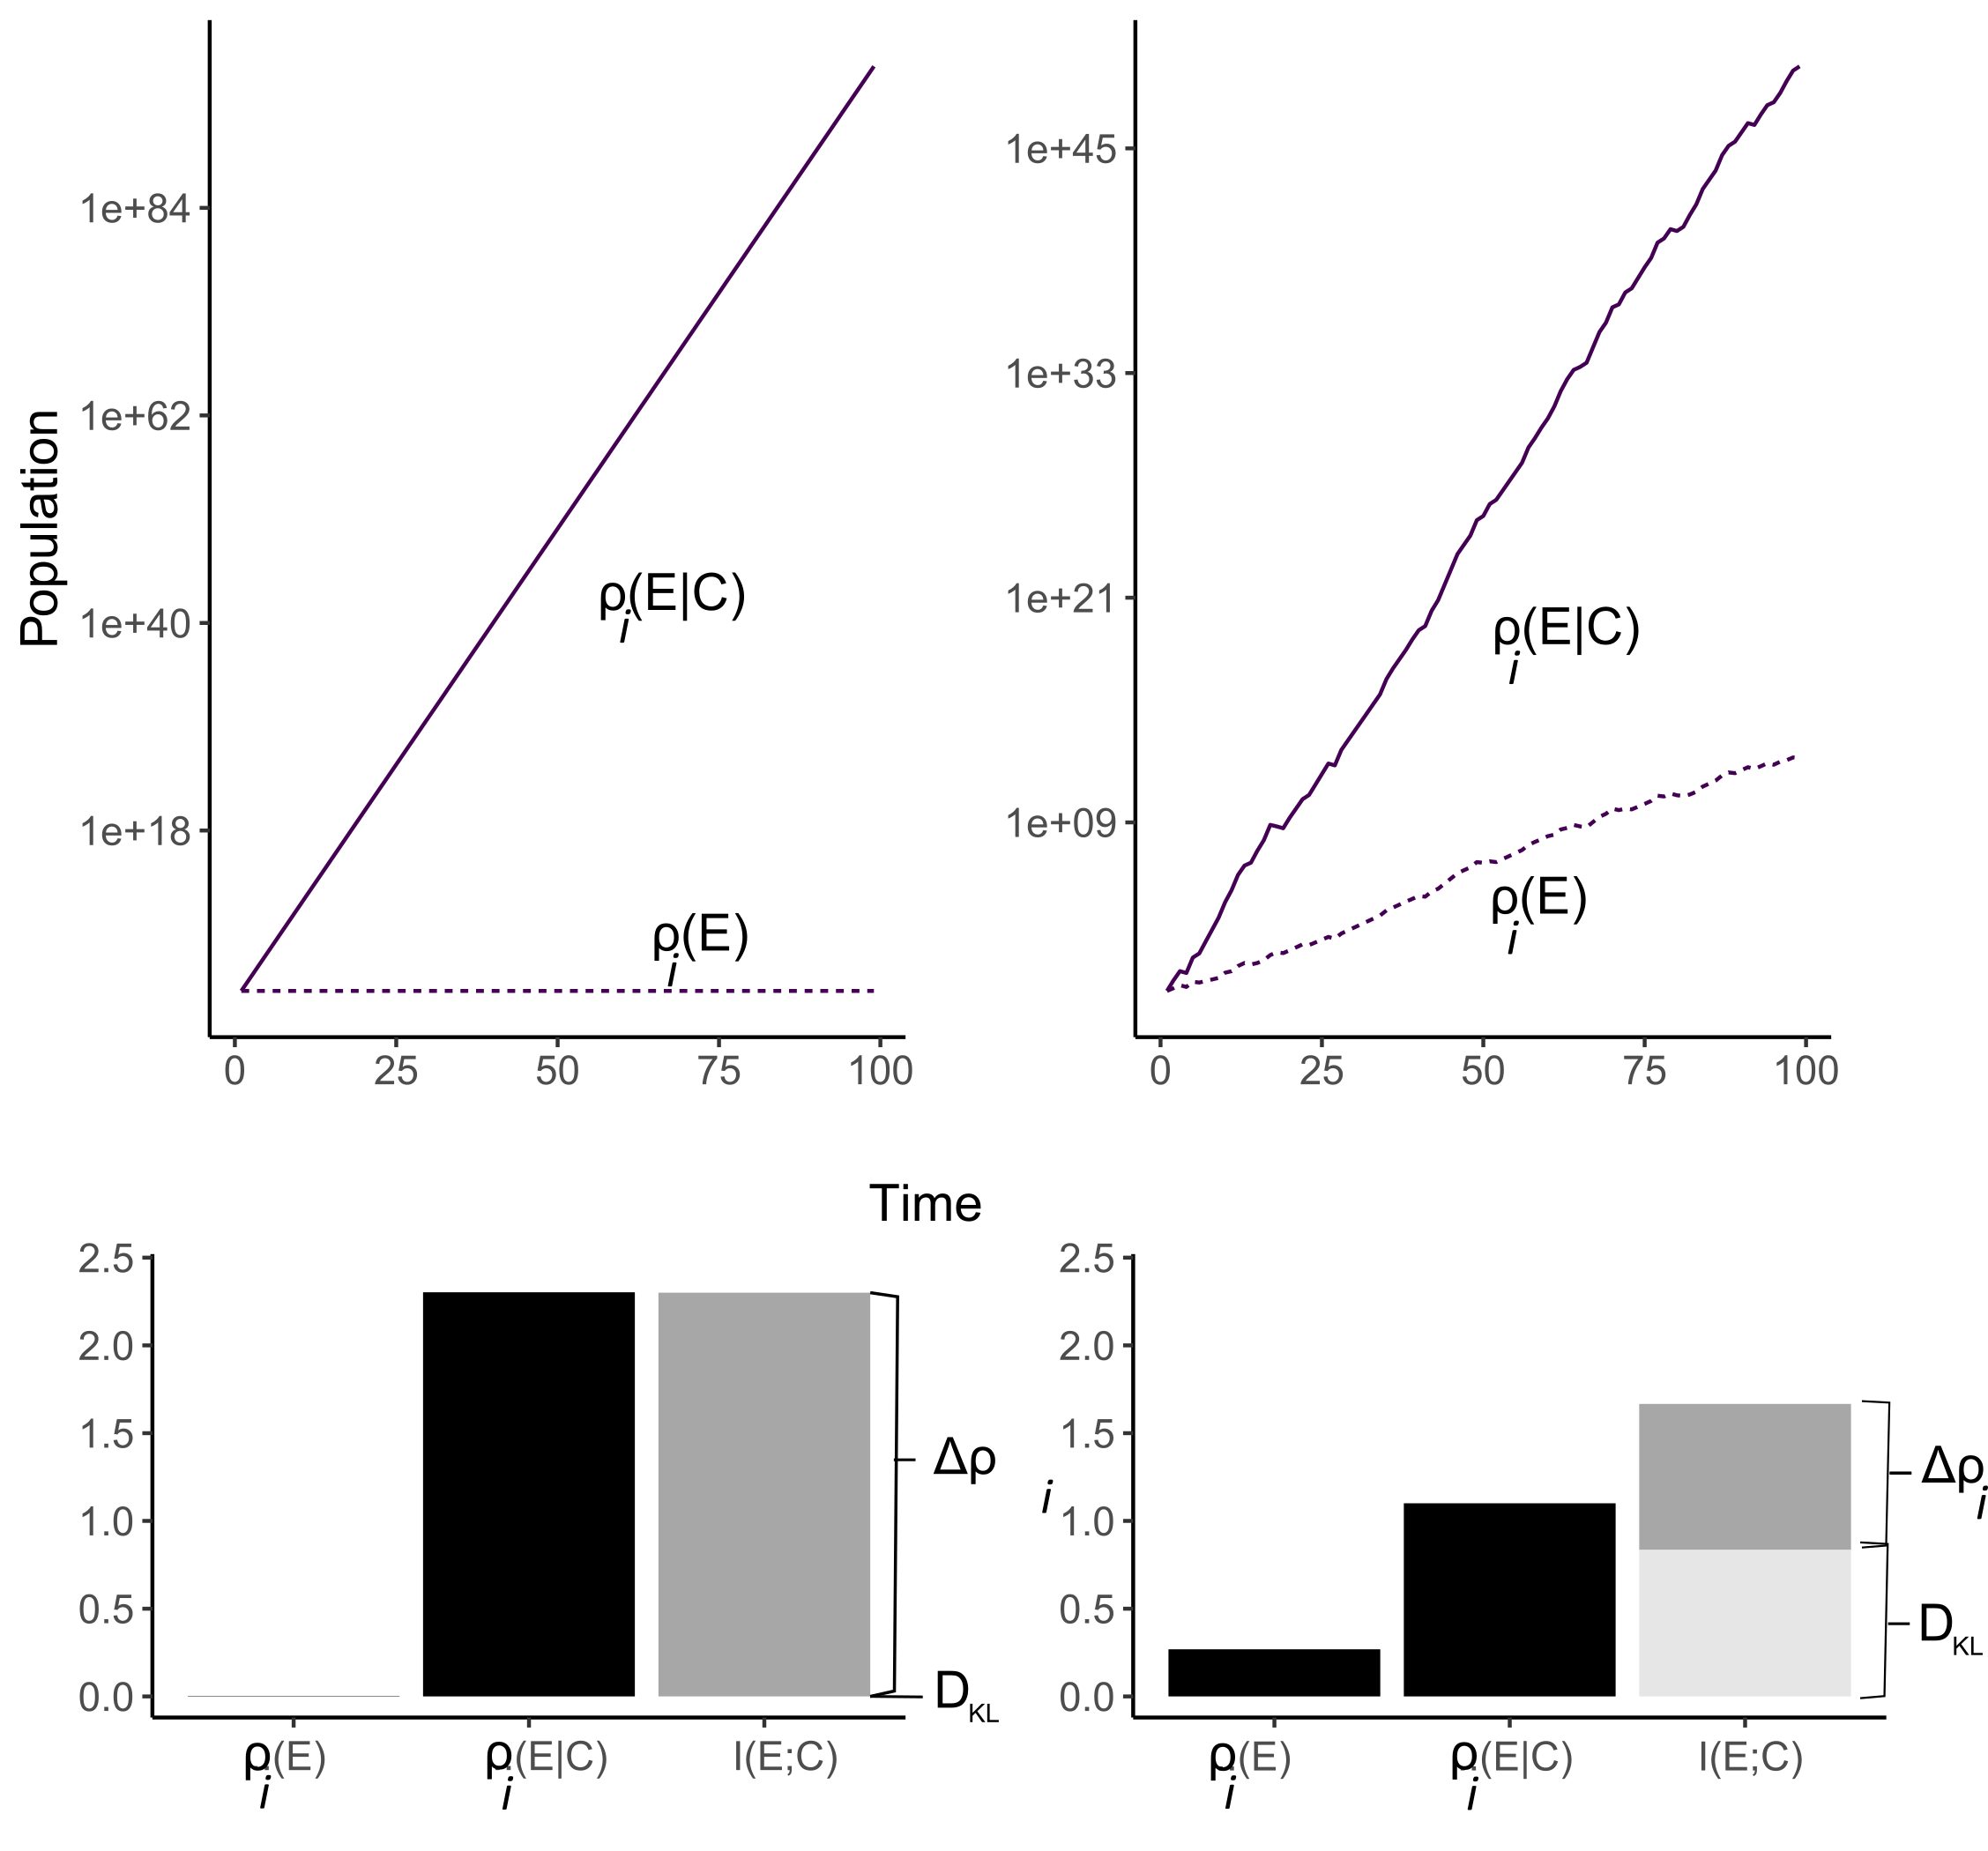 Population
1e+84
1e+62
1e+40
1e+18
ρi(E|C)
ρi(E)
0 25 50 75 100
1e+45
1e+33
1e+21
1e+09
ρi(E|C)
ρi(E)
0 25 50 75 100
Time
2.5
2.0
1.5
1.0
0.5
0.0
Δρ
i
DKL
ρi(E) ρi(E|C) I(E;C)
2.5
2.0
1.5
1.0
0.5
0.0
Δρi
DKL
ρi(E) ρi(E|C) I(E;C)